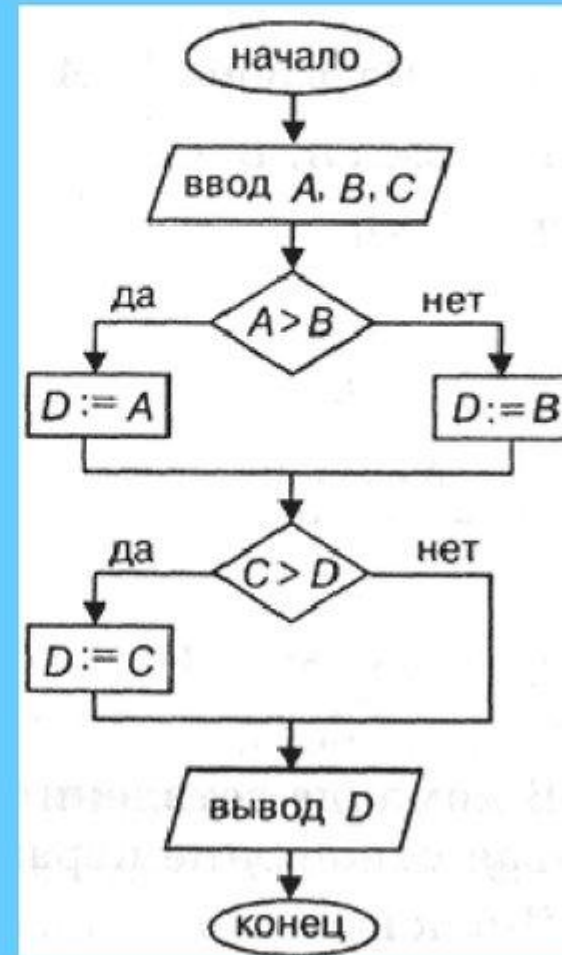 начало
ввод A, B, C
да
A > B
нет
D := A
D := B
да
C > D
нет
D := C
вывод D
конец